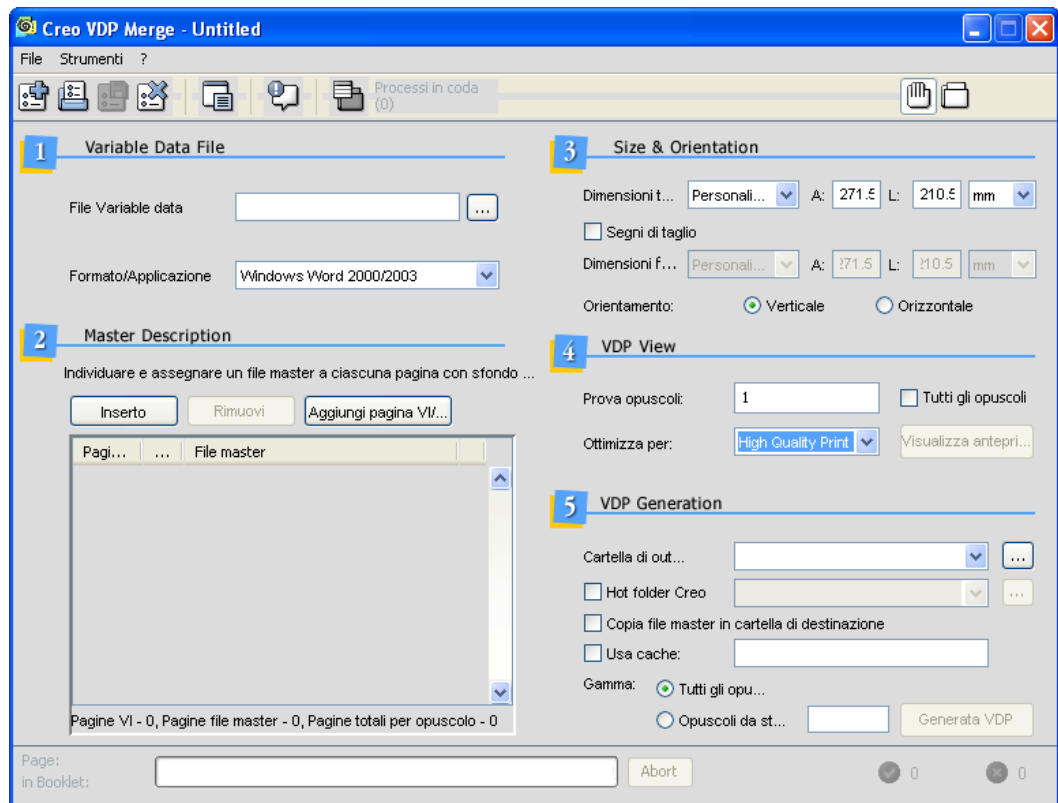 Creo VDP Merge - Untitled
File Strumenti ?
Processi in coda
(0)
1 Variable Data File
File Variable data ...
Formato/Applicazione Windows Word 2000/2003
2 Master Description
Individuare e assegnare un file master a ciascuna pagina con sfondo ...
Inserto Rimuovi Aggiungi pagina VI/...
Pagi... ... File master
Pagine VI - 0, Pagine file master - 0, Pagine totali per opuscolo - 0
3 Size & Orientation
Dimensioni t... Personali... A: 271.5 L: 210.5 mm
Segni di taglio
Dimensioni f... Personali... A: 271.5 L: 210.5 mm
Orientamento: Verticale Orizzontale
4 VDP View
Prova opuscoli: 1 Tutti gli opuscoli
Ottimizza per: High Quality Print Visualizza antepri...
5 VDP Generation
Cartella di out... ...
Hot folder Creo ...
Copia file master in cartella di destinazione
Usa cache:
Gamma: Tutti gli opu...
Opuscoli da st... Generata VDP
Page:
in Booklet:
Abort 0 0